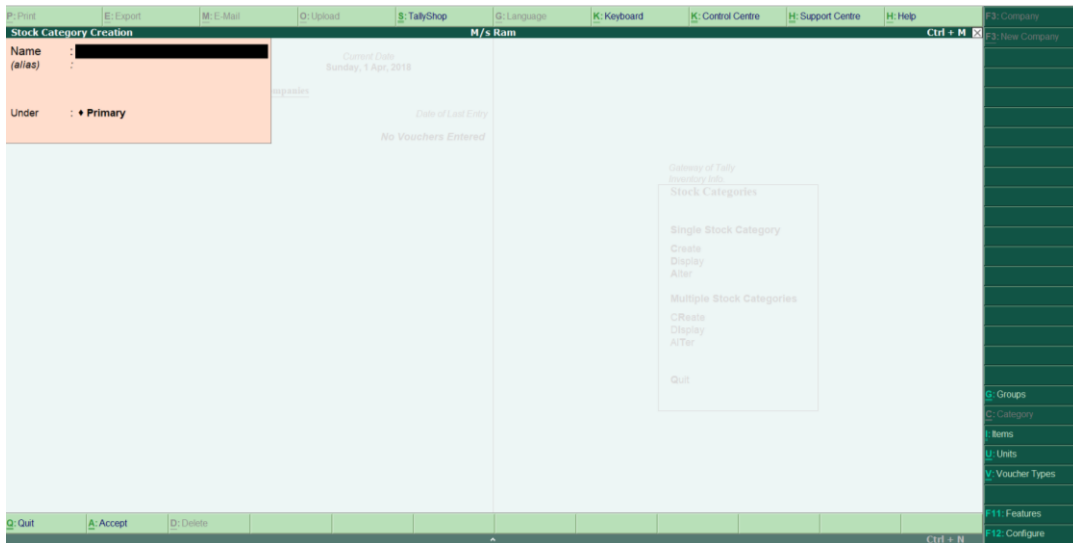 P: Print E: Export M: E-Mail O: Upload S: TallyShop G: Language K: Keyboard K: Control Centre H: Support Centre H: Help F3: Company
Stock Category Creation M/s Ram Ctrl + M F3: New Company
Name :
(alias) :
Under : ♦ Primary
Current Date
Sunday, 1 Apr, 2018
mpanies
Date of Last Entry
No Vouchers Entered
Gateway of Tally
Inventory Info.
Stock Categories
Single Stock Category
Create
Display
Alter
Multiple Stock Categories
CReate
DIsplay
AlTer
Quit
G: Groups
C: Category
I: Items
U: Units
V: Voucher Types
F11: Features
F12: Configure
Q: Quit A: Accept D: Delete
Ctrl + N